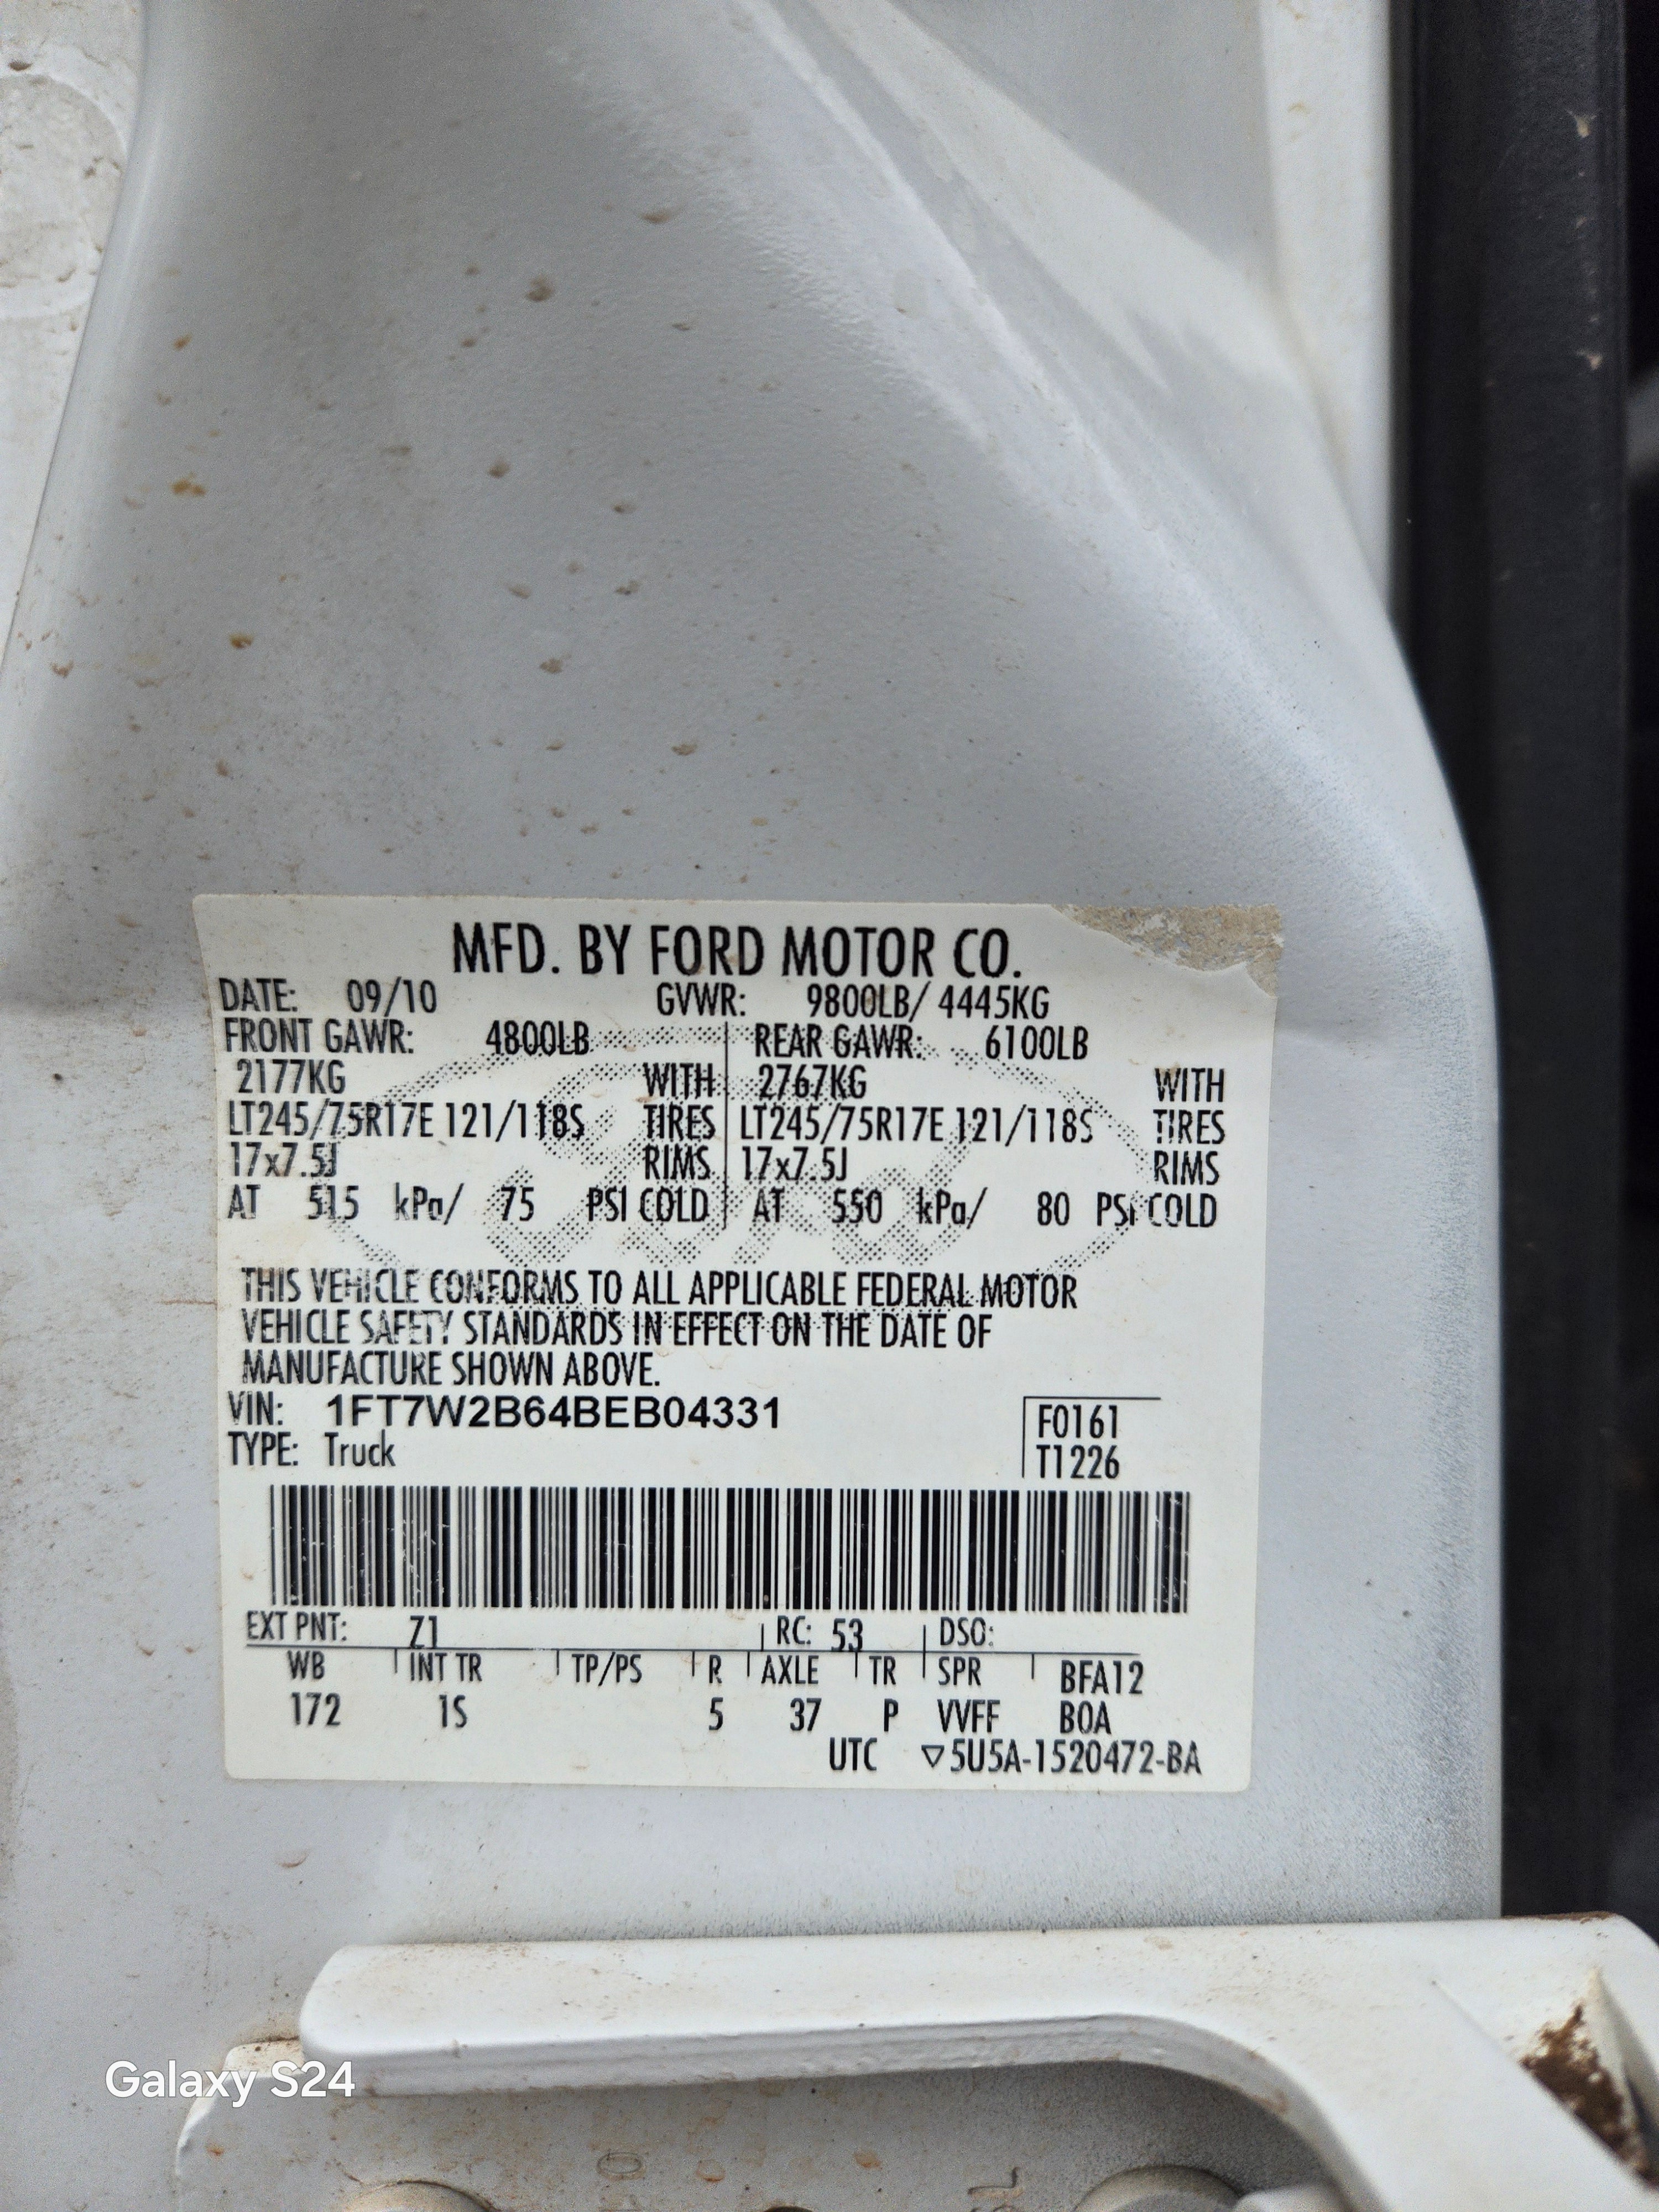 MFD. BY FORD MOTOR CO.
DATE: 09/10 GVWR: 9800LB/ 4445KG
FRONT GAWR: 4800LB REAR GAWR: 6100LB
2177KG WITH 2767KG WITH
LT245/75R17E 121/118S TIRES LT245/75R17E 121/118S TIRES
17x7.5J RIMS 17x7.5J RIMS
AT 515 kPa/ 75 PSI COLD AT 550 kPa/ 80 PSI COLD
THIS VEHICLE CONFORMS TO ALL APPLICABLE FEDERAL MOTOR
VEHICLE SAFETY STANDARDS IN EFFECT ON THE DATE OF
MANUFACTURE SHOWN ABOVE.
VIN: 1FT7W2B64BEB04331 F0161
TYPE: Truck T1226
EXT PNT: Z1 RC: 53 DSO:
WB INT TR TP/PS R AXLE TR SPR BFA12
172 1S 5 37 P VVFF BOA
UTC ▽5U5A-1520472-BA
Galaxy S24